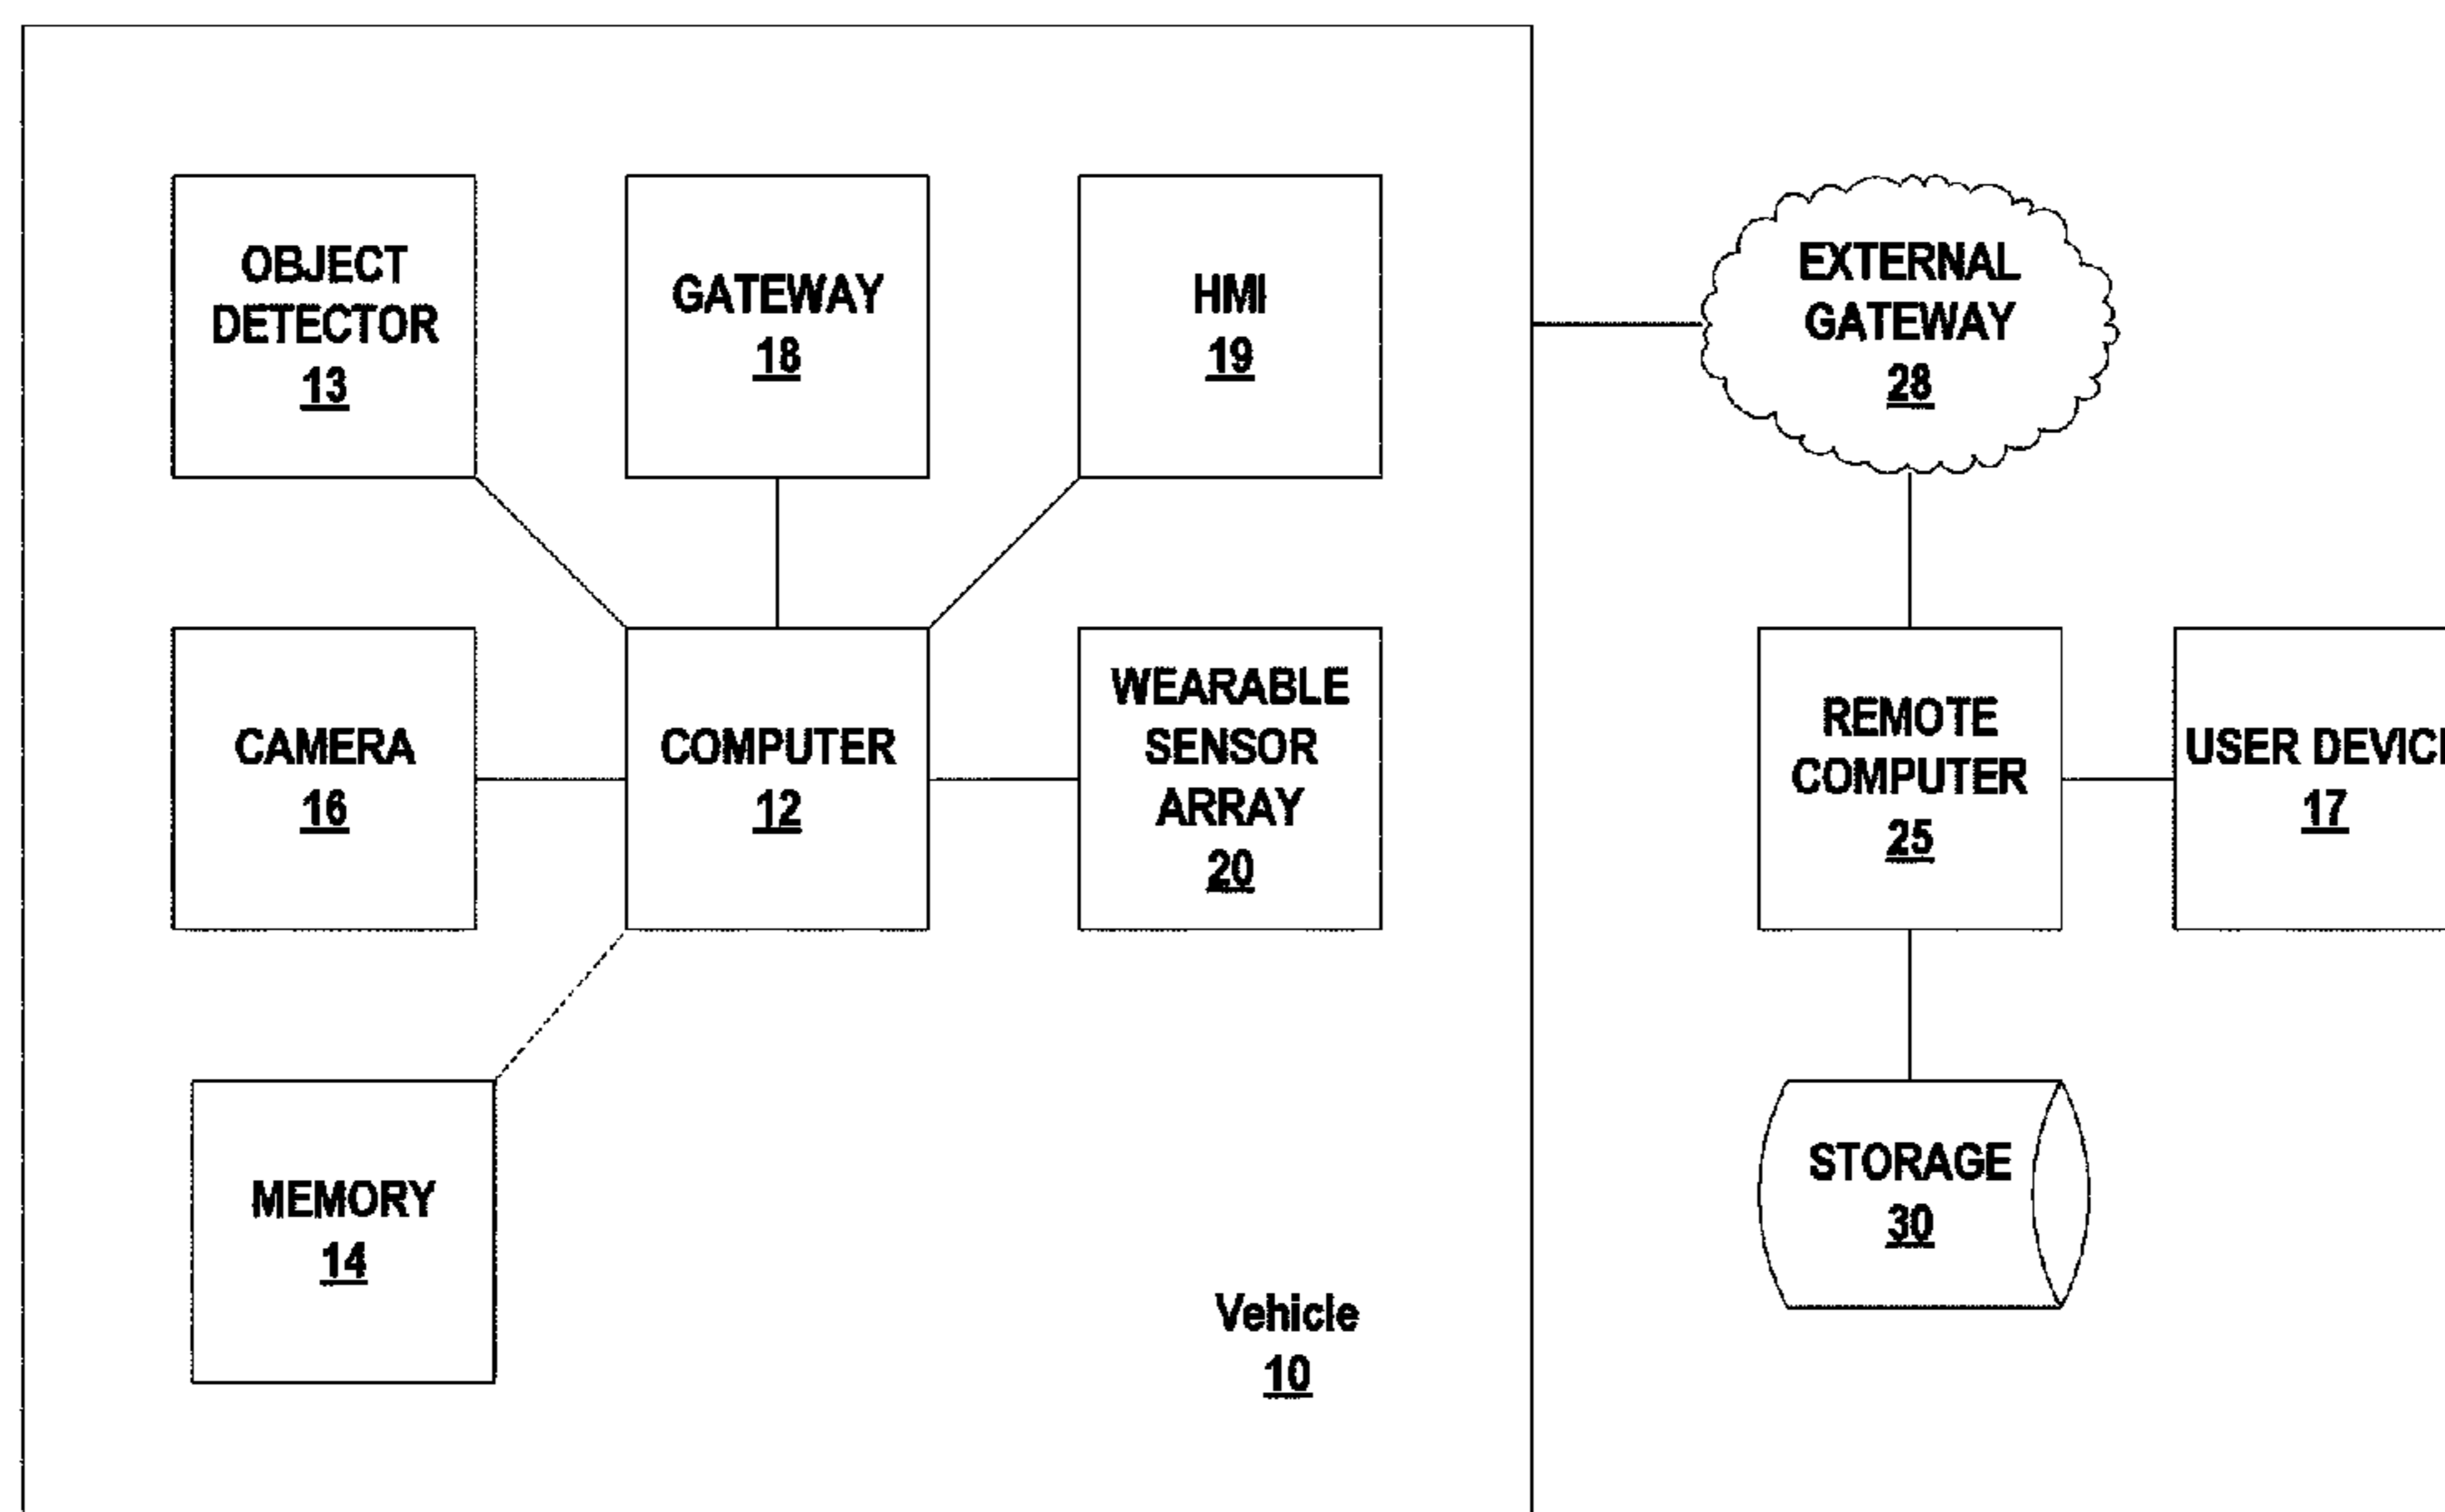 OBJECT
DETECTOR
13
GATEWAY
18
HMI
19
EXTERNAL
GATEWAY
28
CAMERA
16
COMPUTER
12
WEARABLE
SENSOR
ARRAY
20
REMOTE
COMPUTER
25
USER DEVICE
17
MEMORY
14
STORAGE
30
Vehicle
10